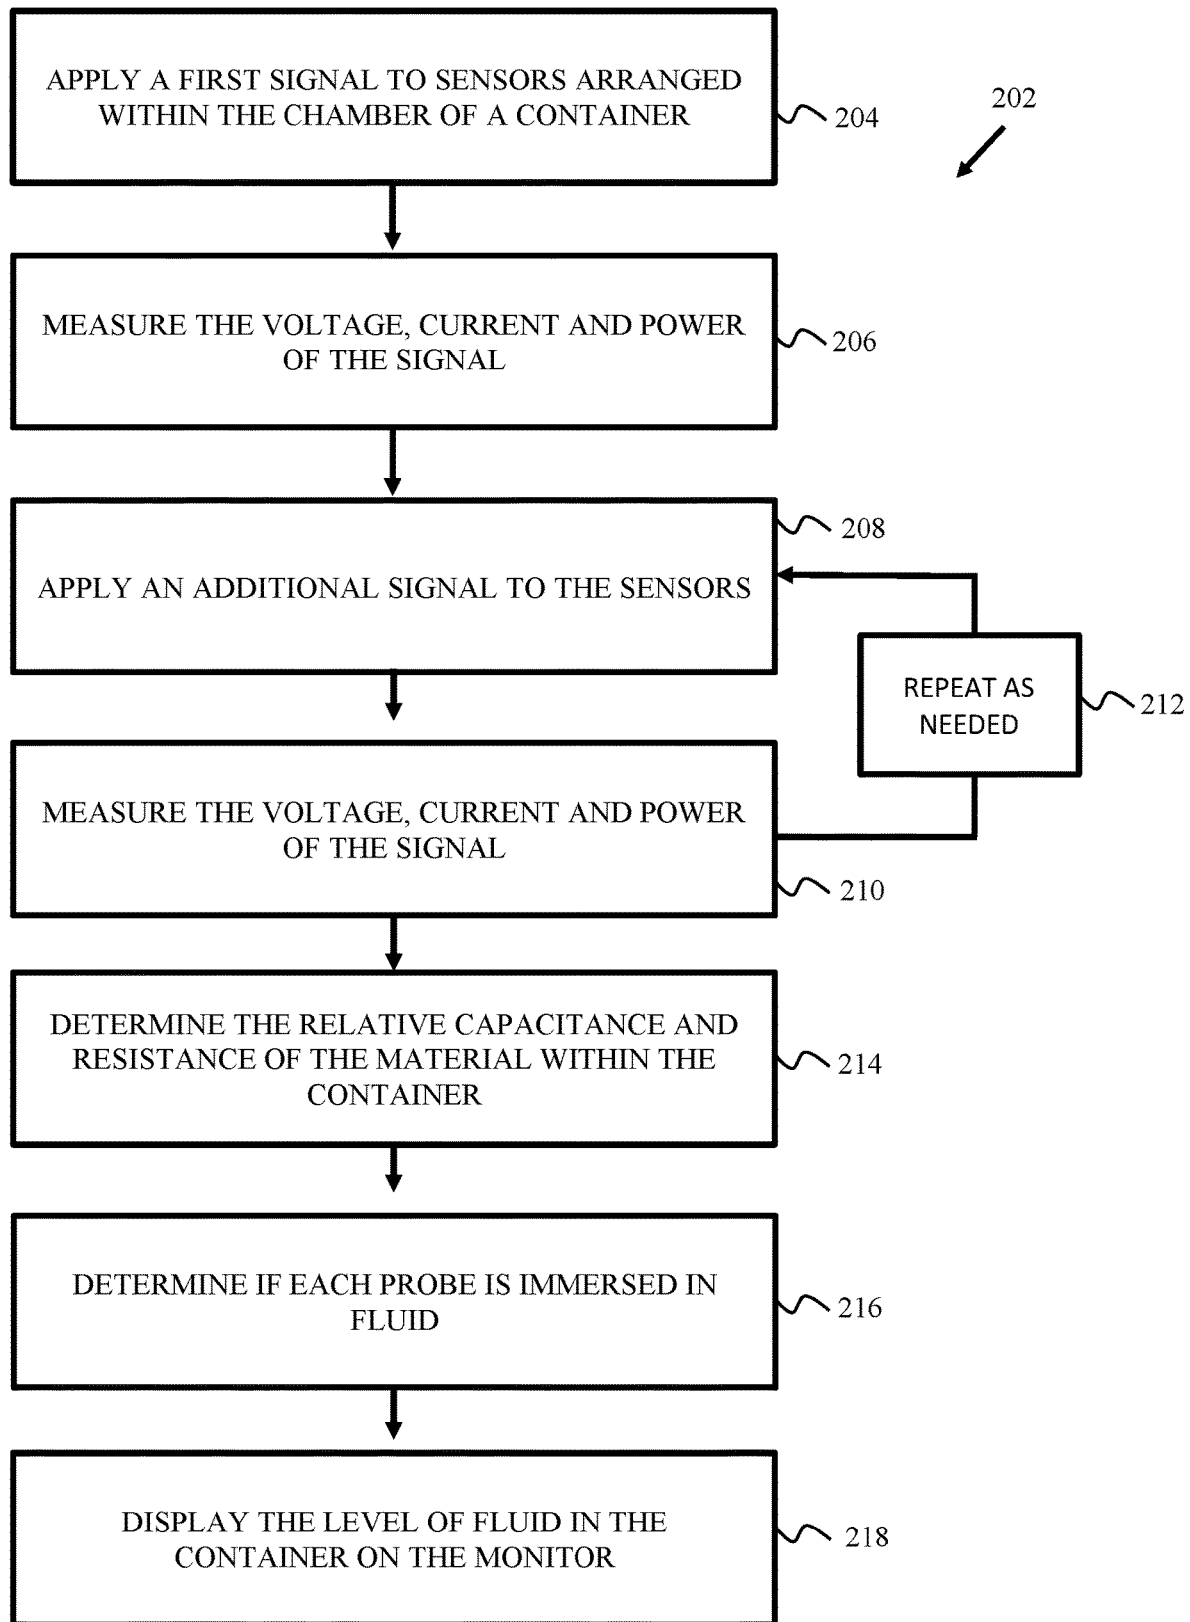 APPLY A FIRST SIGNAL TO SENSORS ARRANGED
WITHIN THE CHAMBER OF A CONTAINER
204
202
MEASURE THE VOLTAGE, CURRENT AND POWER
OF THE SIGNAL
206
208
APPLY AN ADDITIONAL SIGNAL TO THE SENSORS
REPEAT AS
NEEDED
212
MEASURE THE VOLTAGE, CURRENT AND POWER
OF THE SIGNAL
210
DETERMINE THE RELATIVE CAPACITANCE AND
RESISTANCE OF THE MATERIAL WITHIN THE
CONTAINER
214
DETERMINE IF EACH PROBE IS IMMERSED IN
FLUID
216
DISPLAY THE LEVEL OF FLUID IN THE
CONTAINER ON THE MONITOR
218